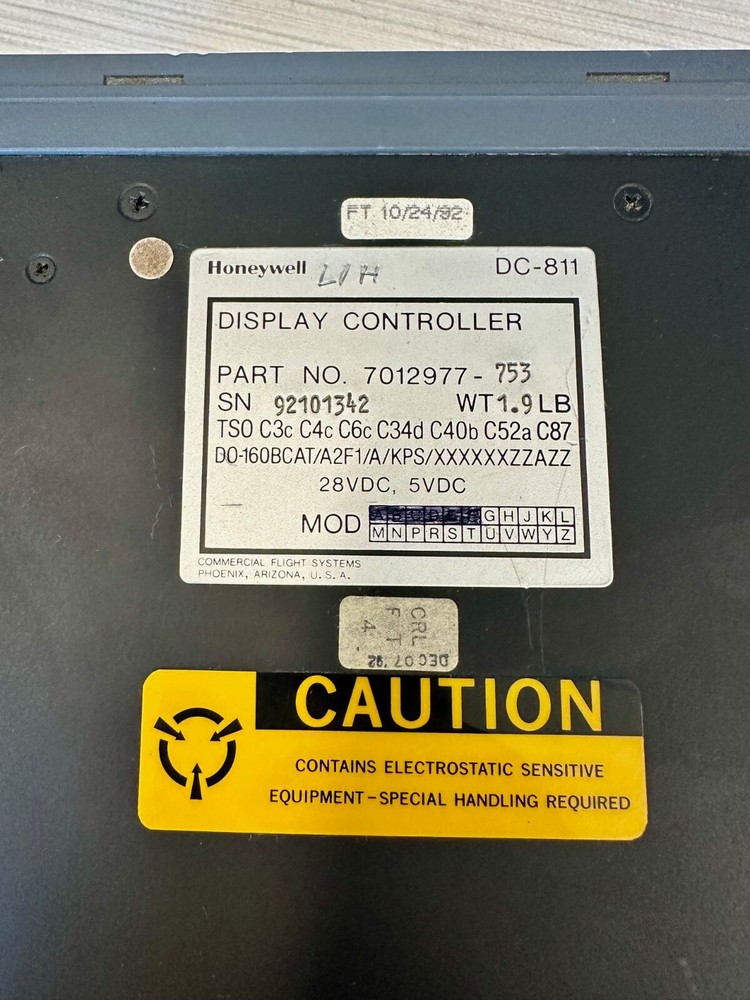 FT 10/24/92
Honeywell L/H DC-811
DISPLAY CONTROLLER
PART NO. 7012977-753
SN 92101342 WT 1.9 LB
TSO C3c C4c C6c C34d C40b C52a C87
DO-160BCAT/A2F1/A/KPS/XXXXXXZZAZZ
28VDC, 5VDC
MOD A B C D E F G H J K L
M N P R S T U V W Y Z
COMMERCIAL FLIGHT SYSTEMS
PHOENIX, ARIZONA, U.S.A.
CRL
FT
4
DEC 07 '92
CAUTION
CONTAINS ELECTROSTATIC SENSITIVE
EQUIPMENT-SPECIAL HANDLING REQUIRED